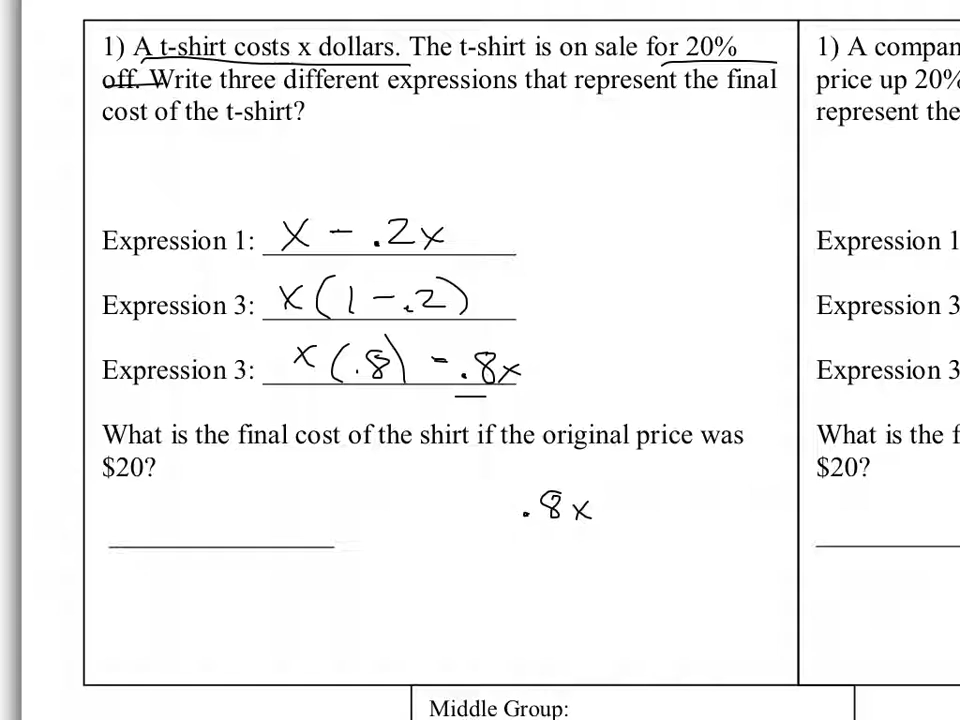 1) A t-shirt costs x dollars. The t-shirt is on sale for 20%
off. Write three different expressions that represent the final
cost of the t-shirt?
Expression 1: x - .2x
Expression 3: x(1-.2)
Expression 3: x(.8) - .8x
What is the final cost of the shirt if the original price was
$20?
.8x
1) A compan
price up 20%
represent the
Expression 1
Expression 3
Expression 3
What is the f
$20?
Middle Group: